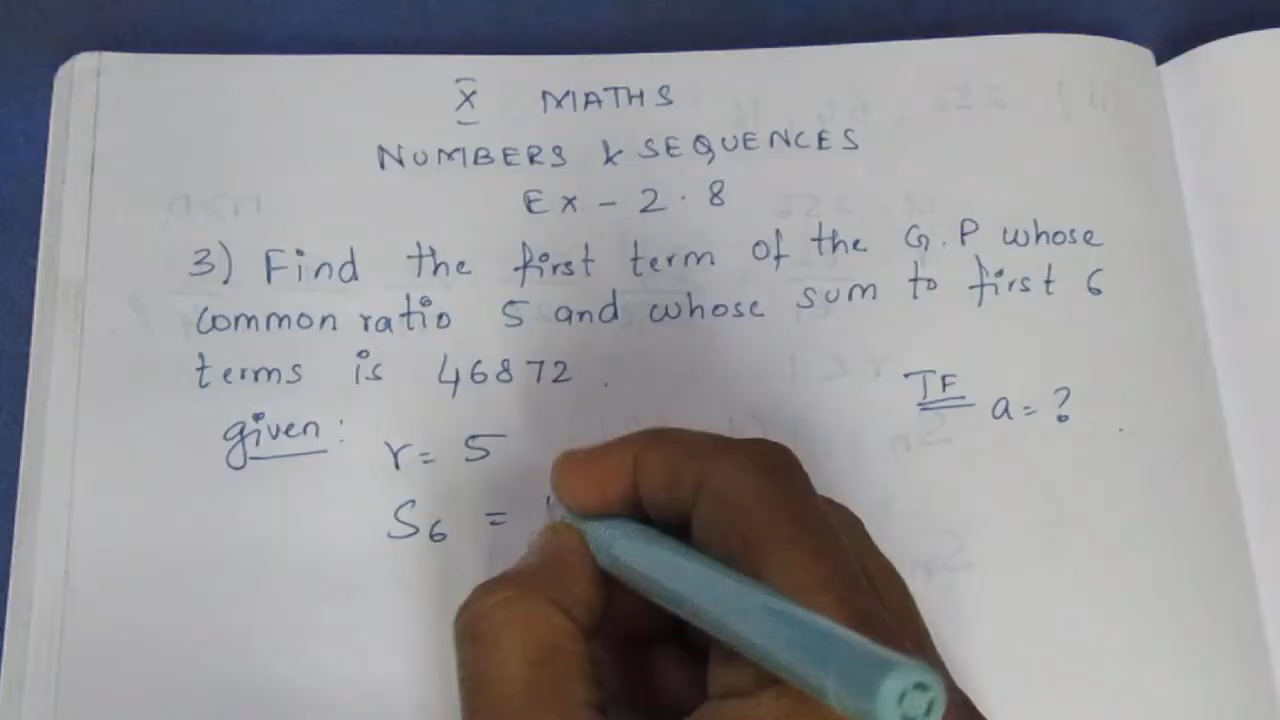 X MATHS
NUMBERS & SEQUENCES
Ex - 2.8
3) Find the first term of the G.P whose
common ratio 5 and whose sum to first 6
terms is 46872.
TF a = ?
given: r = 5
S6 =